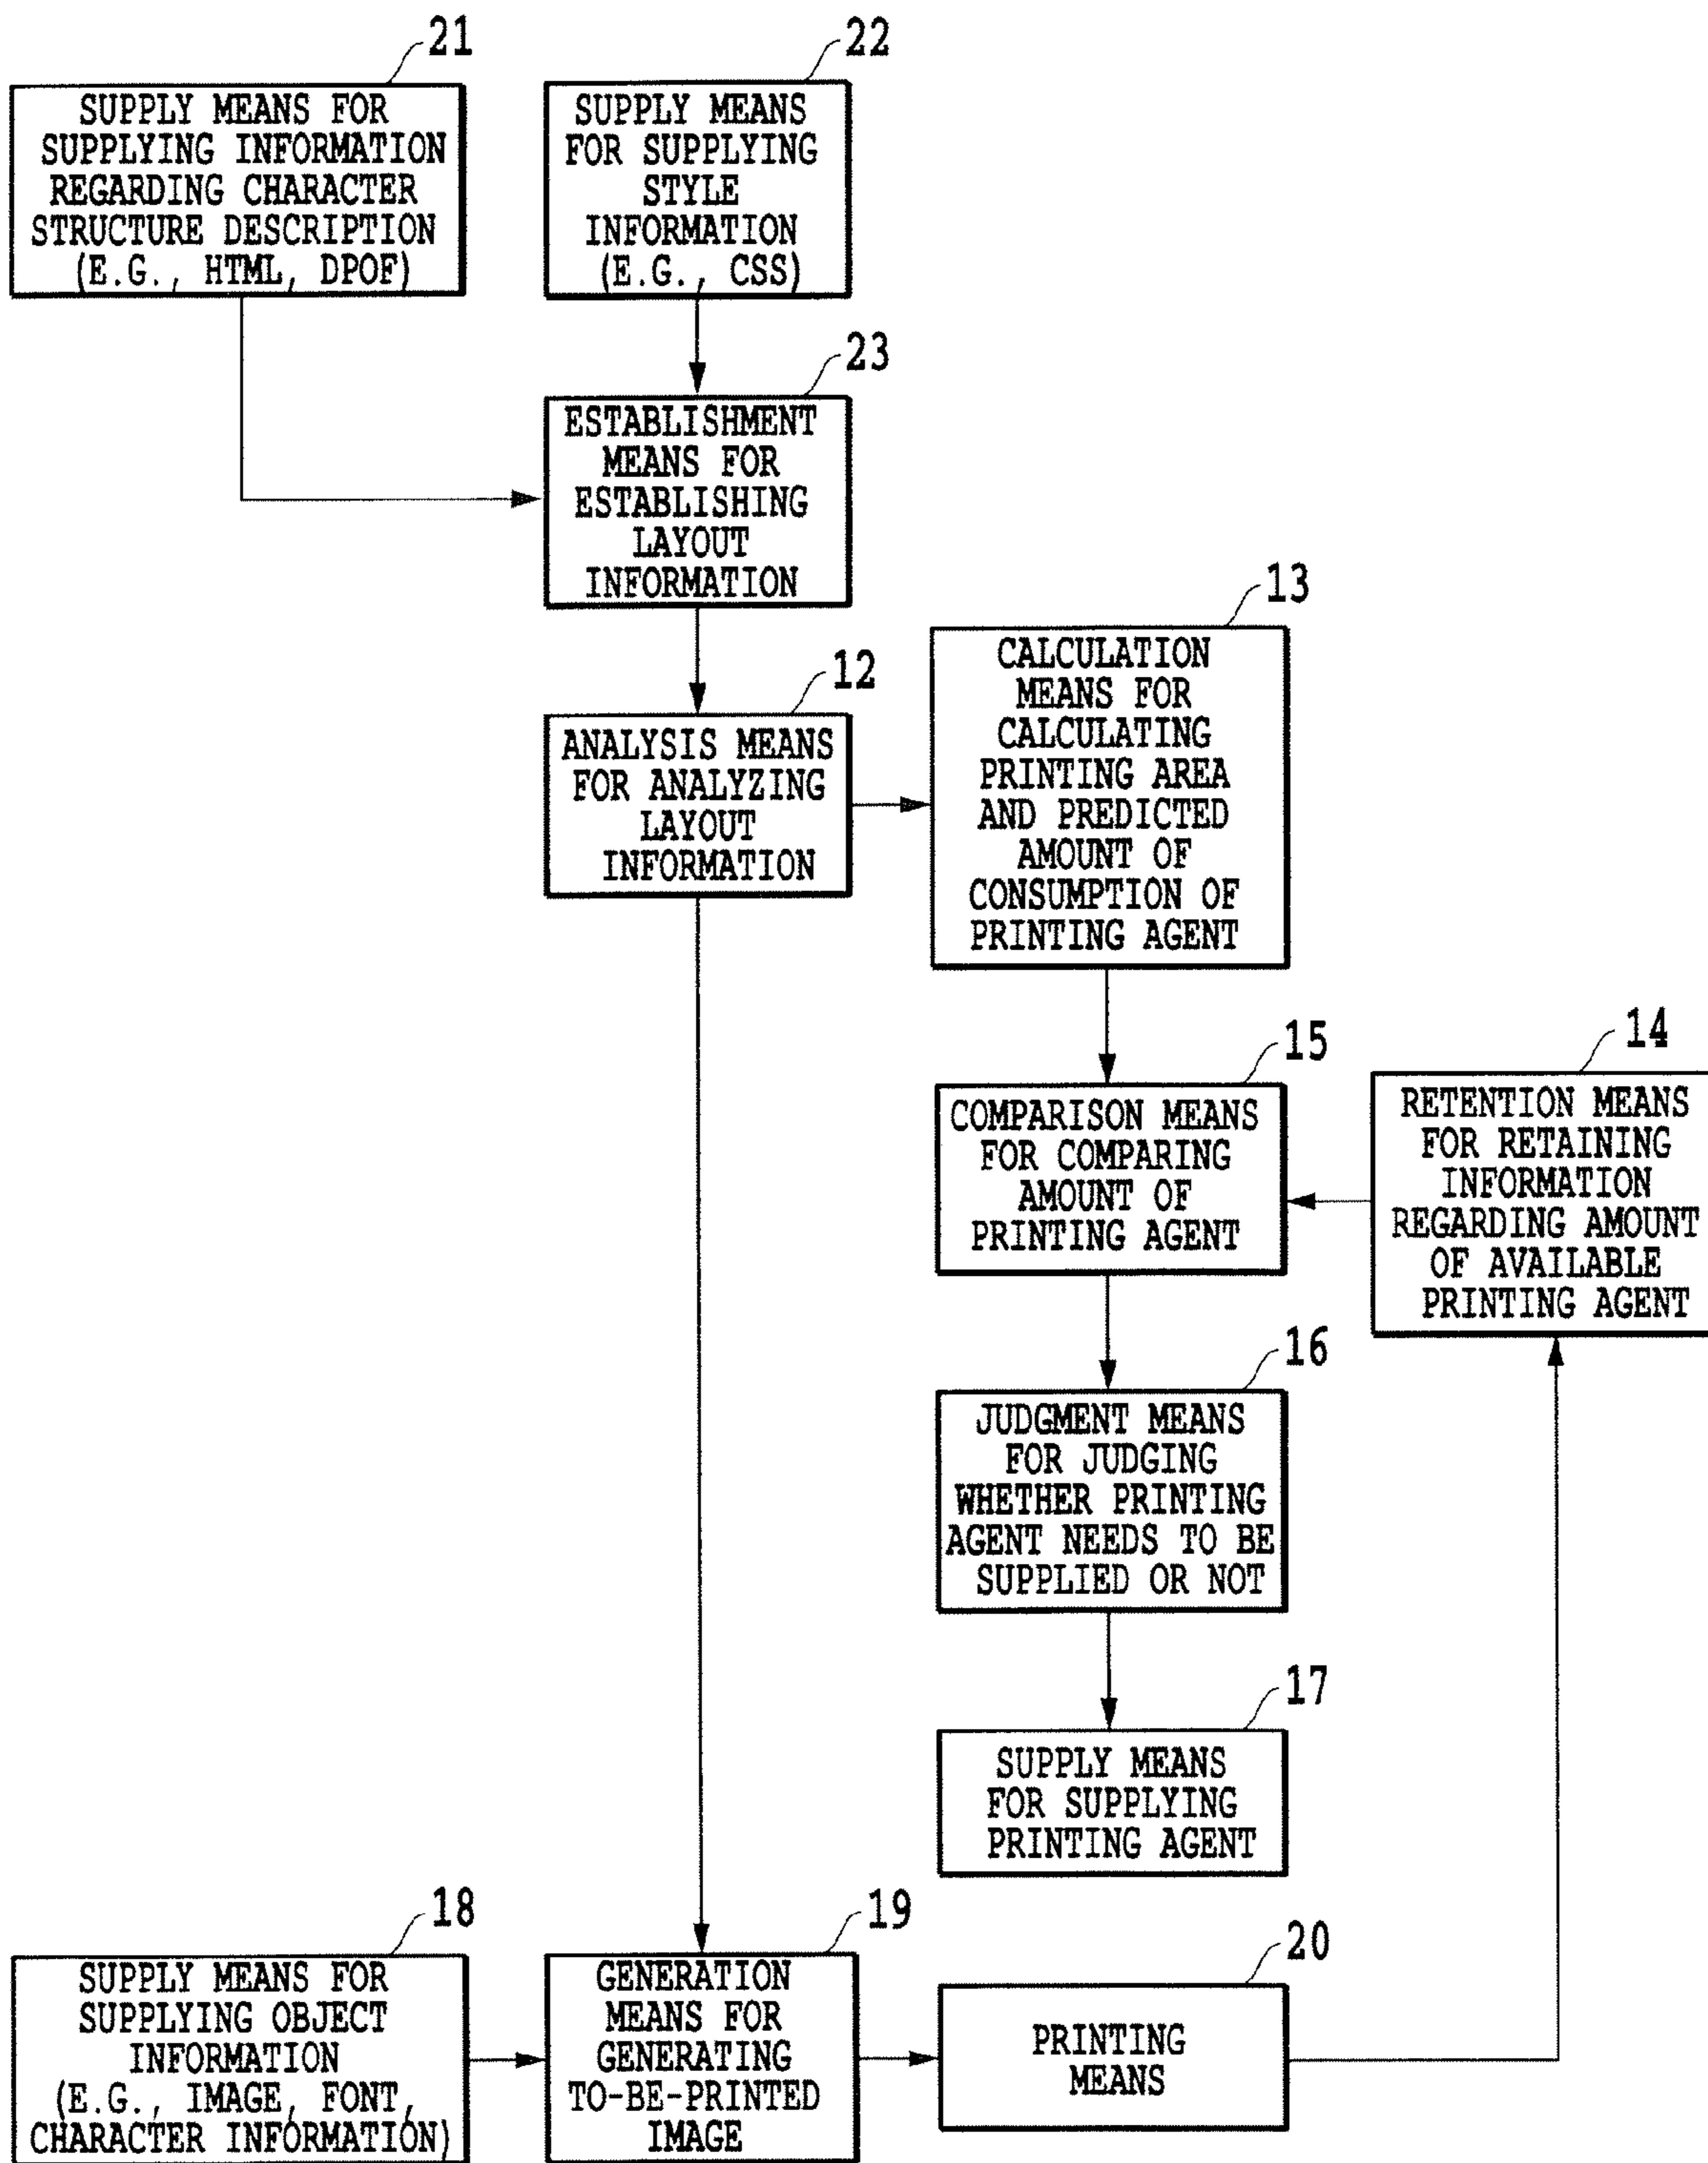 21
SUPPLY MEANS FOR
SUPPLYING INFORMATION
REGARDING CHARACTER
STRUCTURE DESCRIPTION
(E.G., HTML, DPOF)
22
SUPPLY MEANS
FOR SUPPLYING
STYLE
INFORMATION
(E.G., CSS)
23
ESTABLISHMENT
MEANS FOR
ESTABLISHING
LAYOUT
INFORMATION
12
ANALYSIS MEANS
FOR ANALYZING
LAYOUT
INFORMATION
13
CALCULATION
MEANS FOR
CALCULATING
PRINTING AREA
AND PREDICTED
AMOUNT OF
CONSUMPTION OF
PRINTING AGENT
15
COMPARISON MEANS
FOR COMPARING
AMOUNT OF
PRINTING AGENT
14
RETENTION MEANS
FOR RETAINING
INFORMATION
REGARDING AMOUNT
OF AVAILABLE
PRINTING AGENT
16
JUDGMENT MEANS
FOR JUDGING
WHETHER PRINTING
AGENT NEEDS TO BE
SUPPLIED OR NOT
17
SUPPLY MEANS
FOR SUPPLYING
PRINTING AGENT
18
SUPPLY MEANS FOR
SUPPLYING OBJECT
INFORMATION
(E.G., IMAGE, FONT,
CHARACTER INFORMATION)
19
GENERATION
MEANS FOR
GENERATING
TO-BE-PRINTED
IMAGE
20
PRINTING
MEANS